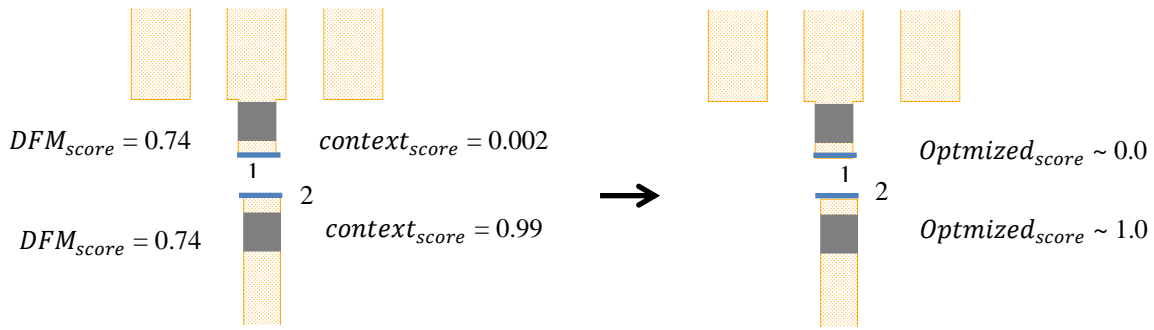 DFM_score = 0.74
context_score = 0.002
1
2
DFM_score = 0.74
context_score = 0.99
Optmized_score ~ 0.0
1
2
Optmized_score ~ 1.0